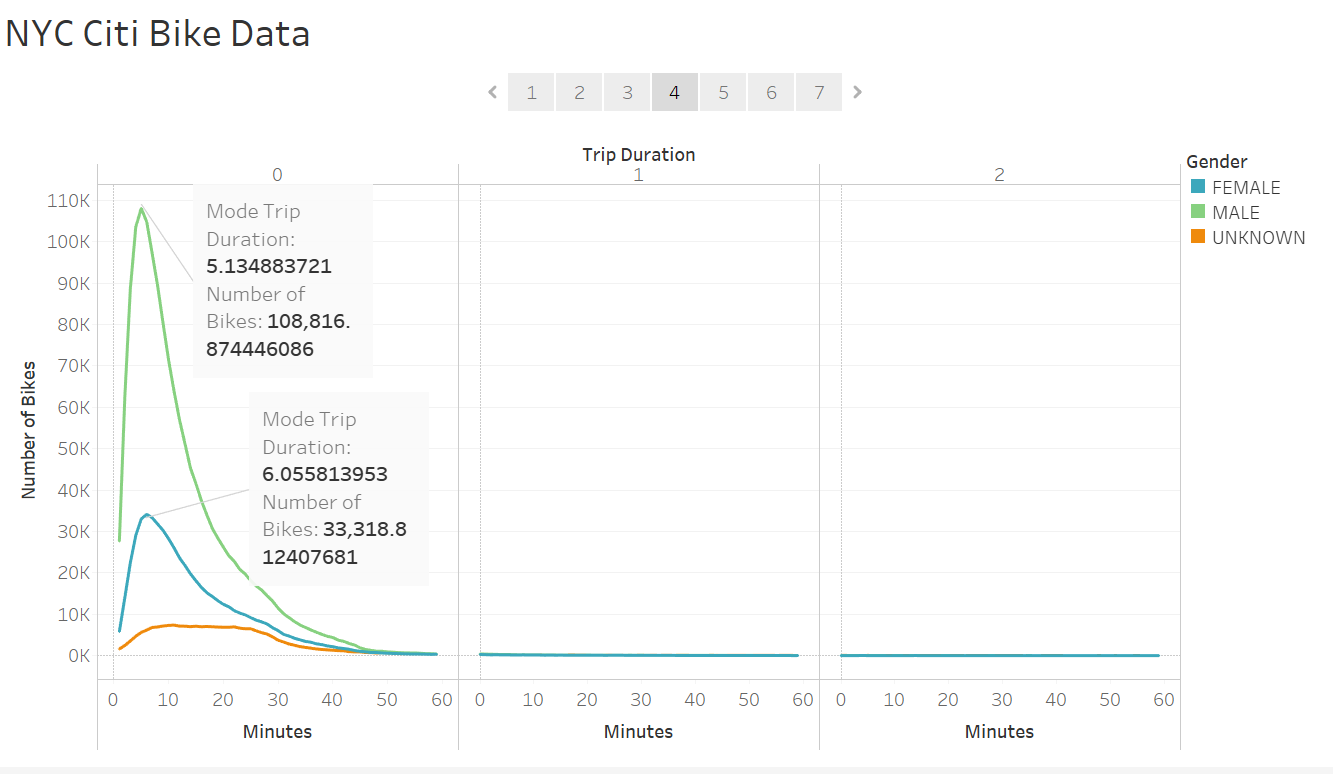 NYC Citi Bike Data
1 2 3 4 5 6 7
Trip Duration
0 1 2
Gender
FEMALE
MALE
UNKNOWN
Number of Bikes
110K
100K
90K
80K
70K
60K
50K
40K
30K
20K
10K
0K
Mode Trip
Duration:
5.134883721
Number of
Bikes: 108,816.
874446086
Mode Trip
Duration:
6.055813953
Number of
Bikes: 33,318.8
12407681
0 10 20 30 40 50 60 0 10 20 30 40 50 60 0 10 20 30 40 50 60
Minutes Minutes Minutes